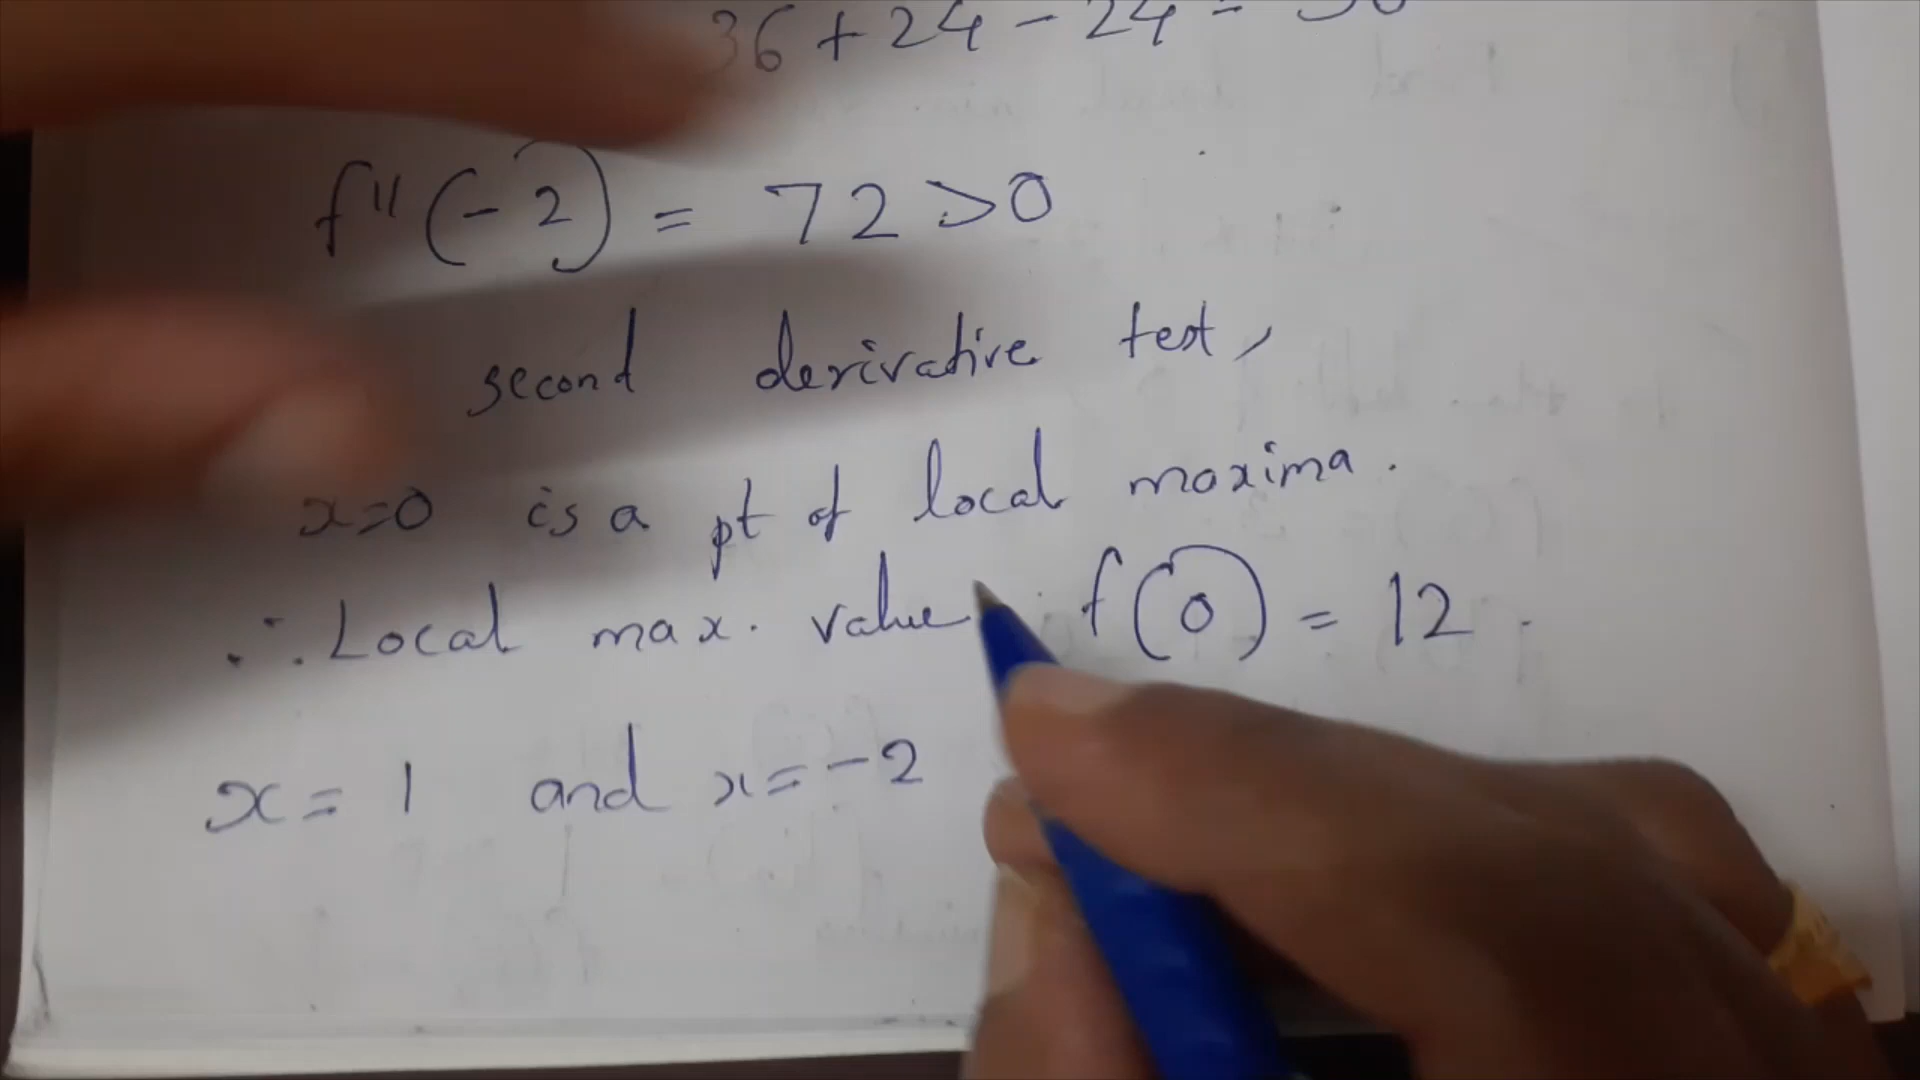 36 + 24 - 24 = 36
f''(-2) = 72 > 0
second derivative test,
x=0 is a pt of local maxima.
∴ Local max. value f(0) = 12.
x = 1 and x = -2